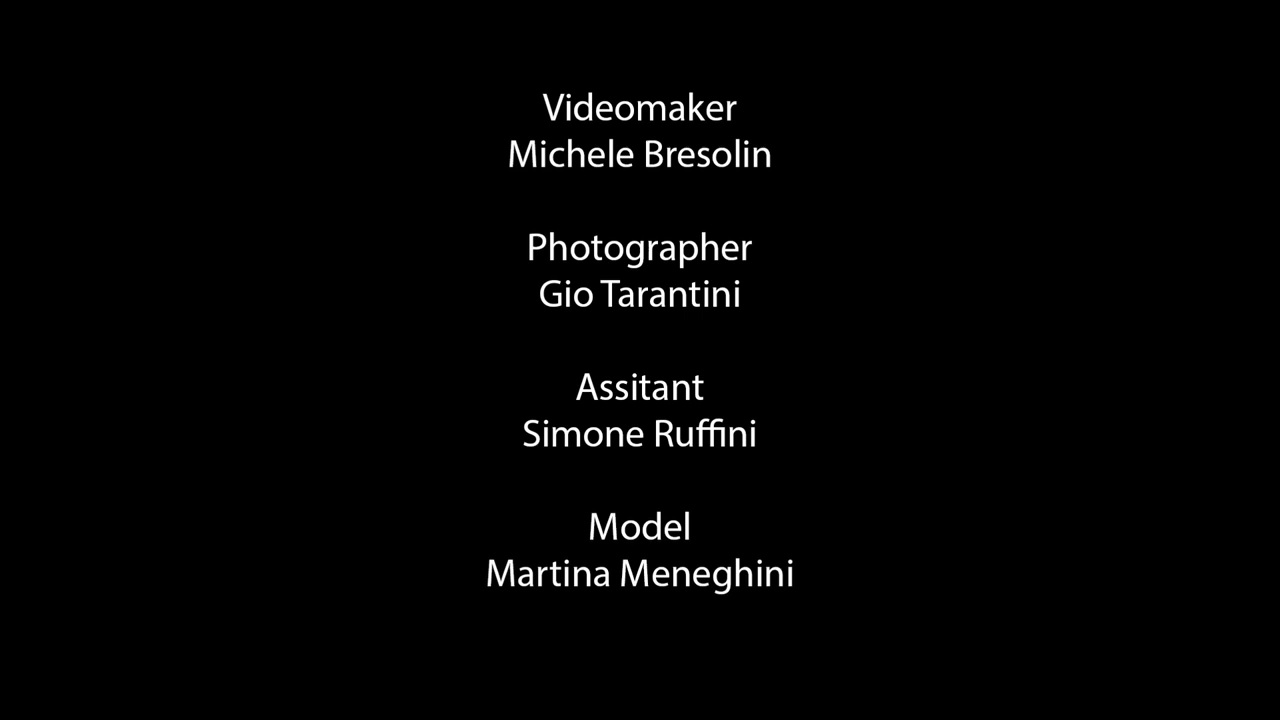 Videomaker
Michele Bresolin
Photographer
Gio Tarantini
Assitant
Simone Ruffini
Model
Martina Meneghini